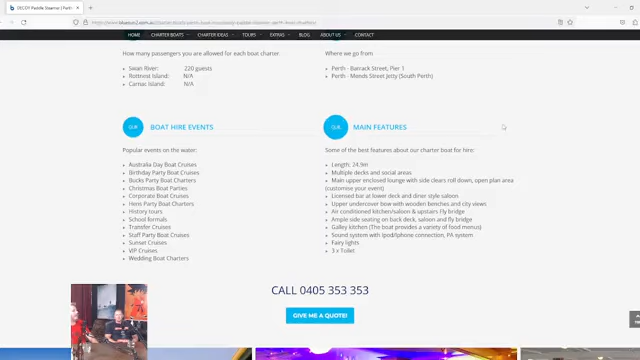 HOME
CHARTER BOATS
CHARTER IDEAS
TOURS
EXTRAS
BLOG
ABOUT US
CONTACT
How many passengers you are allowed for each boat charter.
Swan River: 220 guests
Rottnest Island: N/A
Carnac Island: N/A
Where we go from
Perth - Barrack Street, Pier 1
Perth - Mends Street Jetty (South Perth)
OUR
BOAT HIRE EVENTS
Popular events on the water:
Australia Day Boat Cruises
Birthday Party Boat Cruises
Bucks Party Boat Charters
Christmas Boat Parties
Corporate Boat Cruises
Hens Party Boat Charters
History tours
School formals
Transfer Cruises
Staff Party Boat Cruises
Sunset Cruises
VIP Cruises
Wedding Boat Charters
OUR
MAIN FEATURES
Some of the best features about our charter boat for hire:
Length: 24.9m
Multiple decks and social areas
Main upper enclosed lounge with side clears roll down, open plan area
(customise your event)
Licensed bar at lower deck and diner style saloon
Upper undercover bow with wooden benches and city views
Air conditioned kitchen/saloon & upstairs Fly bridge
Ample side seating on back deck, saloon and fly bridge
Galley kitchen (The boat provides a variety of food menus)
Sound system with ipod/iphone connection, PA system
Fairy lights
3 x Toilet
CALL 0405 353 353
GIVE ME A QUOTE!